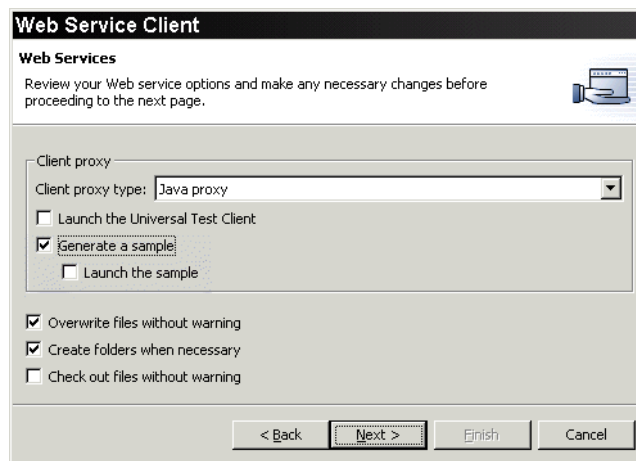 Web Service Client
Web Services
Review your Web service options and make any necessary changes before
proceeding to the next page.
Client proxy
Client proxy type: Java proxy
Launch the Universal Test Client
Generate a sample
Launch the sample
Overwrite files without warning
Create folders when necessary
Check out files without warning
< Back Next > Finish Cancel